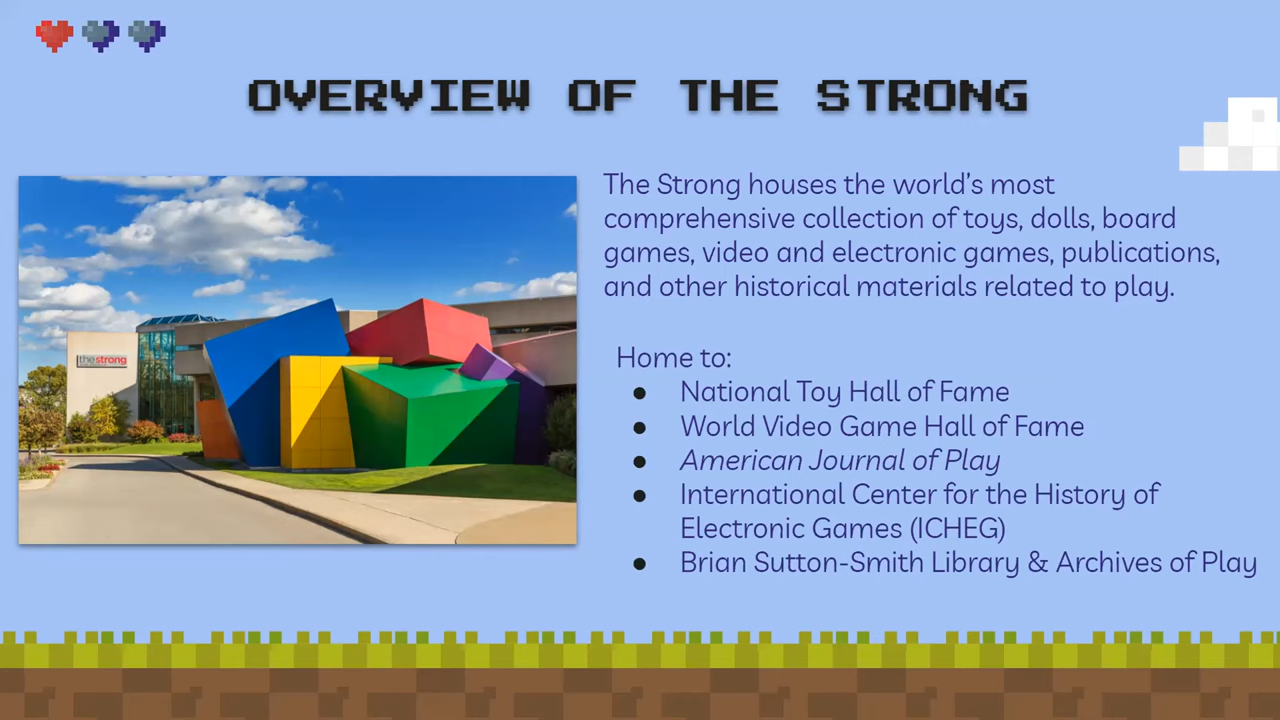 OVERVIEW OF THE STRONG
thestrong
The Strong houses the world’s most
comprehensive collection of toys, dolls, board
games, video and electronic games, publications,
and other historical materials related to play.
Home to:
● National Toy Hall of Fame
● World Video Game Hall of Fame
● American Journal of Play
● International Center for the History of
Electronic Games (ICHEG)
● Brian Sutton-Smith Library & Archives of Play